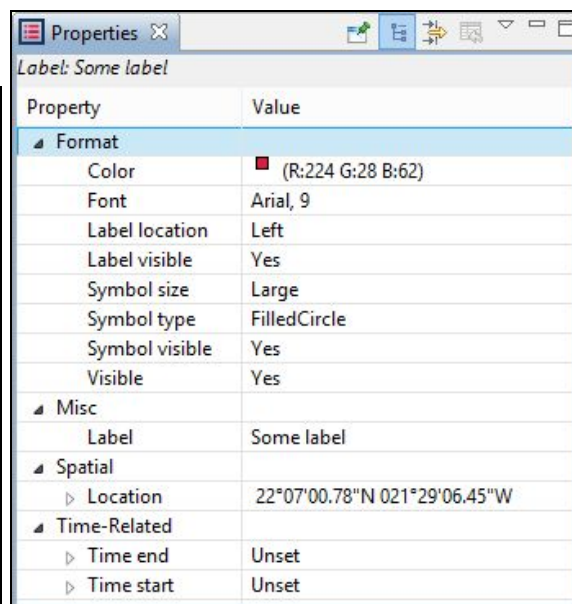 Properties
Label: Some label
Property Value
Format
Color (R:224 G:28 B:62)
Font Arial, 9
Label location Left
Label visible Yes
Symbol size Large
Symbol type FilledCircle
Symbol visible Yes
Visible Yes
Misc
Label Some label
Spatial
Location 22°07'00.78"N 021°29'06.45"W
Time-Related
Time end Unset
Time start Unset